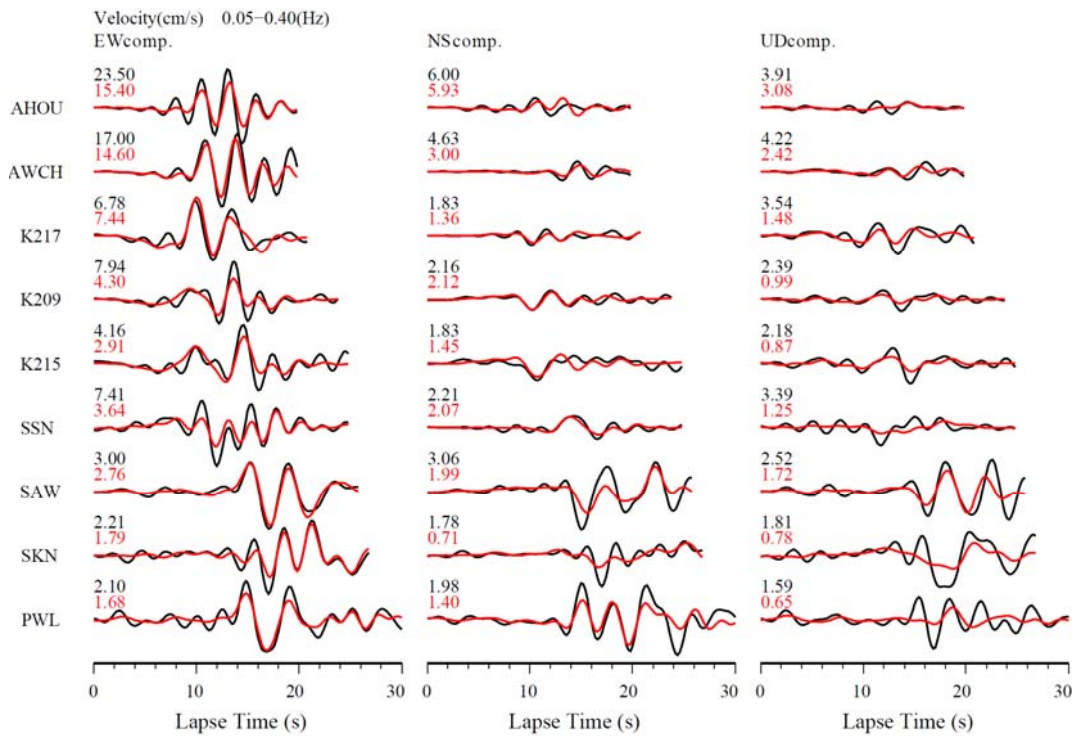 Velocity(cm/s) 0.05−0.40(Hz)
EWcomp. NScomp. UDcomp.
23.50 6.00 3.91
15.40 5.93 3.08
AHOU
17.00 4.63 4.22
14.60 3.00 2.42
AWCH
6.78 1.83 3.54
7.44 1.36 1.48
K217
7.94 2.16 2.39
4.30 2.12 0.99
K209
4.16 1.83 2.18
2.91 1.45 0.87
K215
7.41 2.21 3.39
3.64 2.07 1.25
SSN
3.00 3.06 2.52
2.76 1.99 1.72
SAW
2.21 1.78 1.81
1.79 0.71 0.78
SKN
2.10 1.98 1.59
1.68 1.40 0.65
PWL
0 10 20 30 0 10 20 30 0 10 20 30
Lapse Time (s) Lapse Time (s) Lapse Time (s)